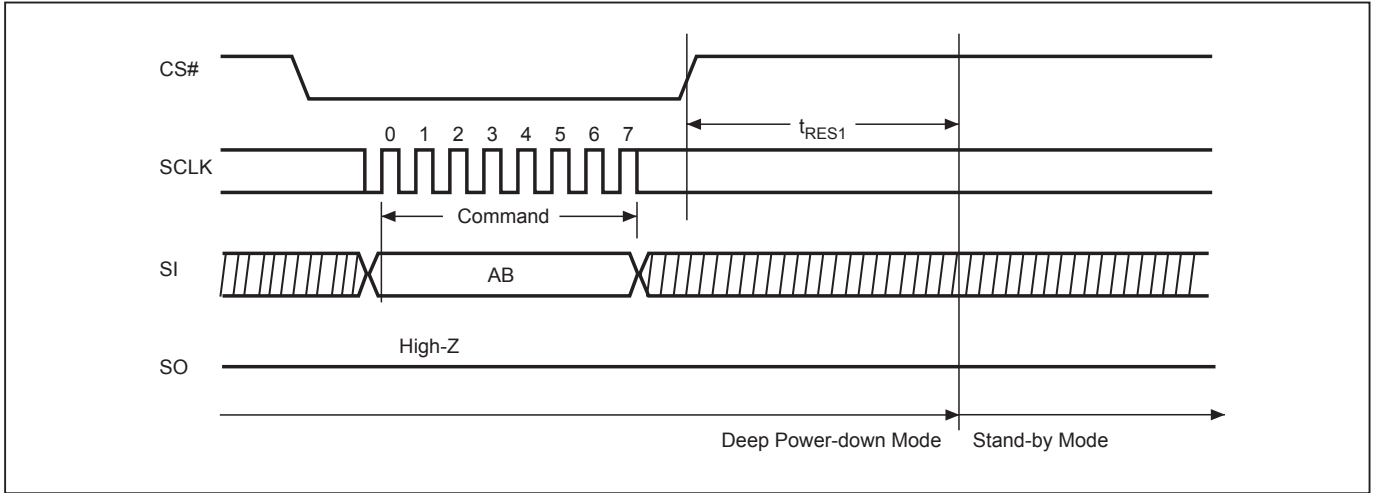 CS#
tRES1
0 1 2 3 4 5 6 7
SCLK
Command
SI
AB
High-Z
SO
Deep Power-down Mode
Stand-by Mode